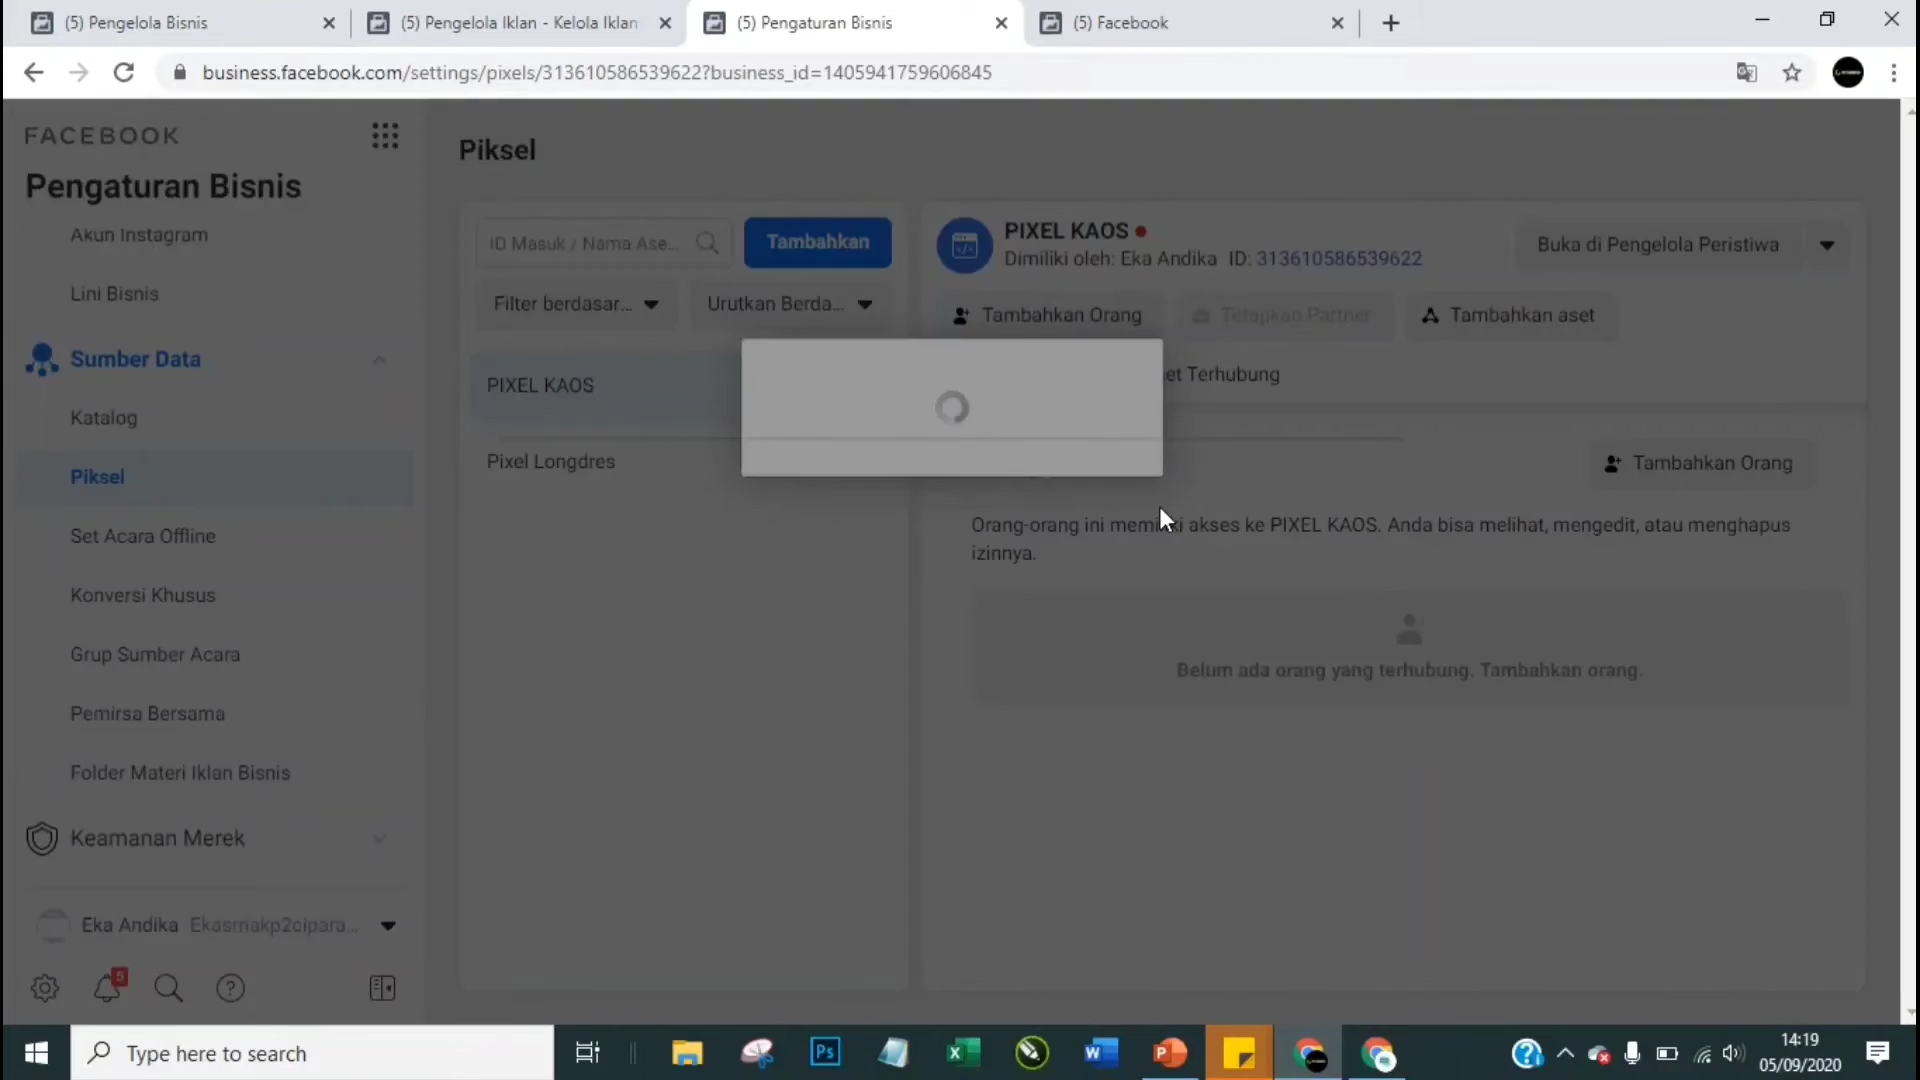 (5) Pengelola Bisnis
(5) Pengelola Iklan - Kelola Iklan
(5) Pengaturan Bisnis
(5) Facebook
business.facebook.com/settings/pixels/313610586539622?business_id=1405941759606845
FACEBOOK
Pengaturan Bisnis
Akun Instagram
Lini Bisnis
Sumber Data
Katalog
Piksel
Set Acara Offline
Konversi Khusus
Grup Sumber Acara
Pemirsa Bersama
Folder Materi Iklan Bisnis
Keamanan Merek
Eka Andika Ekasmakp2cipara...
5
Piksel
ID Masuk / Nama Ase...
Tambahkan
Filter berdasar...
Urutkan Berda...
PIXEL KAOS
Pixel Longdres
PIXEL KAOS
Dimiliki oleh: Eka Andika ID: 313610586539622
Buka di Pengelola Peristiwa
Tambahkan Orang
Tetapkan Partner
Tambahkan aset
et Terhubung
Tambahkan Orang
Orang-orang ini memiliki akses ke PIXEL KAOS. Anda bisa melihat, mengedit, atau menghapus
izinnya.
Belum ada orang yang terhubung. Tambahkan orang.
Type here to search
Ps
14:19
05/09/2020